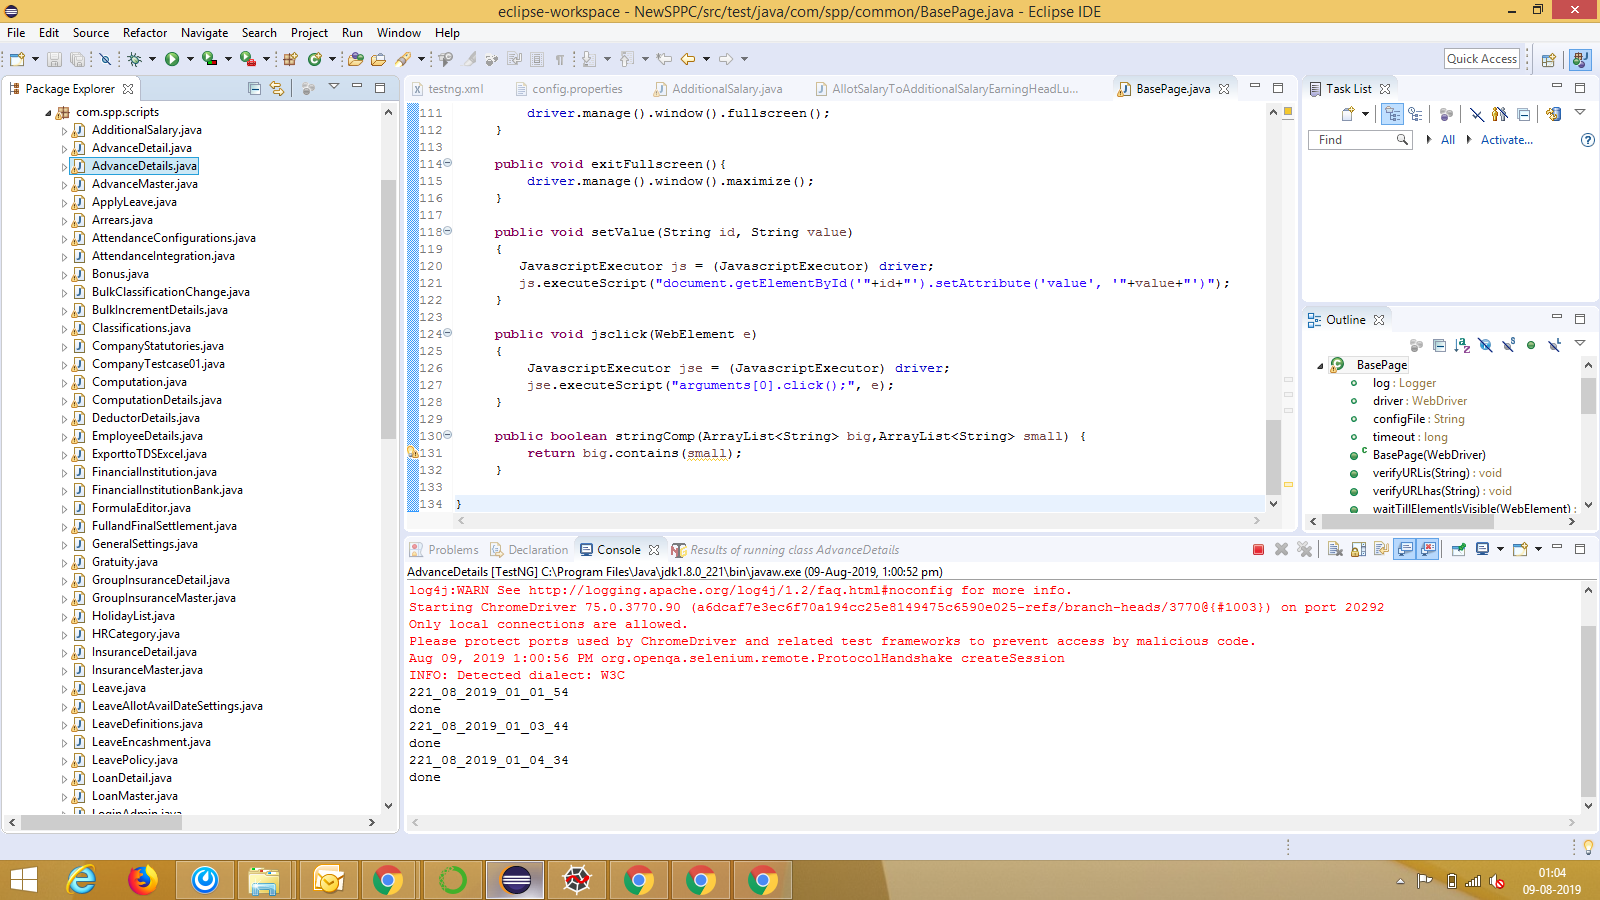 eclipse-workspace - NewSPPC/src/test/java/com/spp/common/BasePage.java - Eclipse IDE
File Edit Source Refactor Navigate Search Project Run Window Help
Quick Access
Package Explorer
com.spp.scripts
AdditionalSalary.java
AdvanceDetail.java
AdvanceDetails.java
AdvanceMaster.java
ApplyLeave.java
Arrears.java
AttendanceConfigurations.java
AttendanceIntegration.java
Bonus.java
BulkClassificationChange.java
BulkIncrementDetails.java
Classifications.java
CompanyStatutories.java
CompanyTestcase01.java
Computation.java
ComputationDetails.java
DeductorDetails.java
EmployeeDetails.java
ExporttoTDSExcel.java
FinancialInstitution.java
FinancialInstitutionBank.java
FormulaEditor.java
FullandFinalSettlement.java
GeneralSettings.java
Gratuity.java
GroupInsuranceDetail.java
GroupInsuranceMaster.java
HolidayList.java
HRCategory.java
InsuranceDetail.java
InsuranceMaster.java
Leave.java
LeaveAllotAvailDateSettings.java
LeaveDefinitions.java
LeaveEncashment.java
LeavePolicy.java
LoanDetail.java
LoanMaster.java
LoginAdmin.java
testng.xml config.properties AdditionalSalary.java AllotSalaryToAdditionalSalaryEarningHeadLu... BasePage.java
111 driver.manage().window().fullscreen();
112 }
113
114 public void exitFullscreen(){
115 driver.manage().window().maximize();
116 }
117
118 public void setValue(String id, String value)
119 {
120 JavascriptExecutor js = (JavascriptExecutor) driver;
121 js.executeScript("document.getElementById('"+id+"').setAttribute('value', '"+value+"')");
122 }
123
124 public void jsclick(WebElement e)
125 {
126 JavascriptExecutor jse = (JavascriptExecutor) driver;
127 jse.executeScript("arguments[0].click();", e);
128 }
129
130 public boolean stringComp(ArrayList<String> big,ArrayList<String> small) {
131 return big.contains(small);
132 }
133
134 }
Task List
Find All Activate...
Outline
BasePage
log : Logger
driver : WebDriver
configFile : String
timeout : long
BasePage(WebDriver)
verifyURLis(String) : void
verifyURLhas(String) : void
waitTillElementIsVisible(WebElement) :
Problems Declaration Console Results of running class AdvanceDetails
AdvanceDetails [TestNG] C:\Program Files\Java\jdk1.8.0_221\bin\javaw.exe (09-Aug-2019, 1:00:52 pm)
log4j:WARN See http://logging.apache.org/log4j/1.2/faq.html#noconfig for more info.
Starting ChromeDriver 75.0.3770.90 (a6dcaf7e3ec6f70a194cc25e8149475c6590e025-refs/branch-heads/3770@{#1003}) on port 20292
Only local connections are allowed.
Please protect ports used by ChromeDriver and related test frameworks to prevent access by malicious code.
Aug 09, 2019 1:00:56 PM org.openqa.selenium.remote.ProtocolHandshake createSession
INFO: Detected dialect: W3C
221_08_2019_01_01_54
done
221_08_2019_01_03_44
done
221_08_2019_01_04_34
done
01:04
09-08-2019